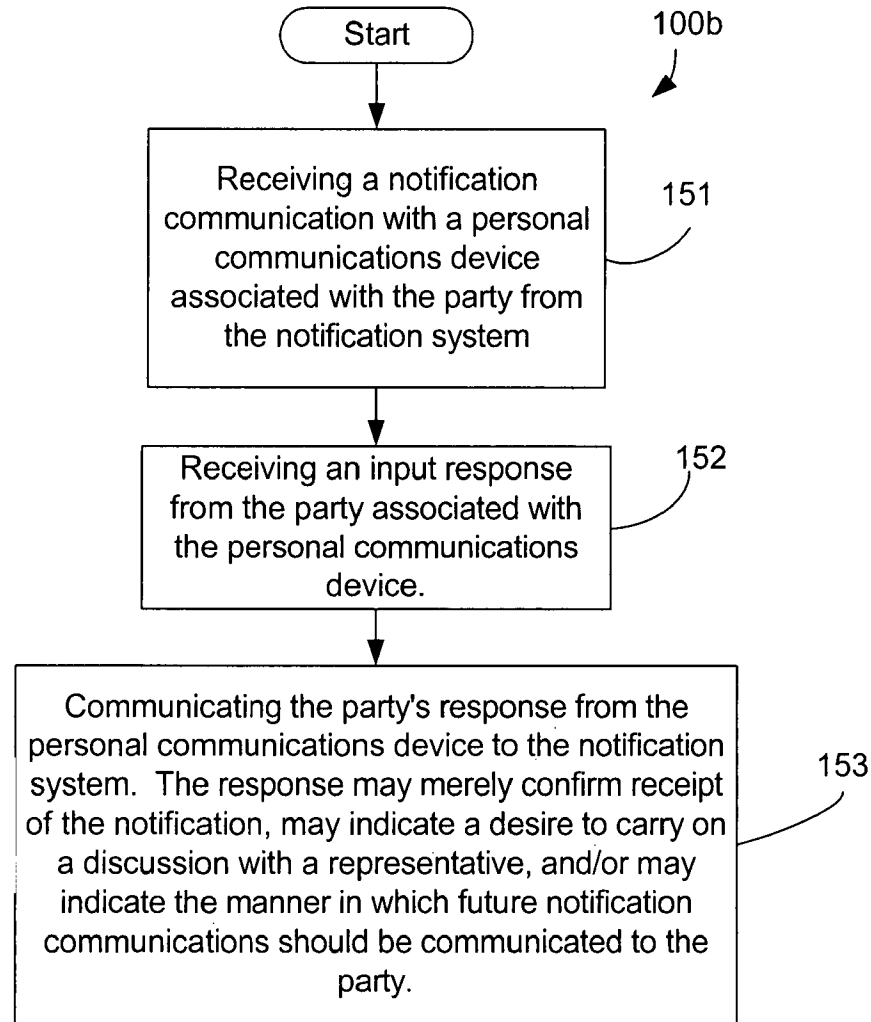 Start
100b
Receiving a notification
communication with a personal
communications device
associated with the party from
the notification system
151
Receiving an input response
from the party associated with
the personal communications
device.
152
Communicating the party's response from the
personal communications device to the notification
system.  The response may merely confirm receipt
of the notification, may indicate a desire to carry on
a discussion with a representative, and/or may
indicate the manner in which future notification
communications should be communicated to the
party.
153